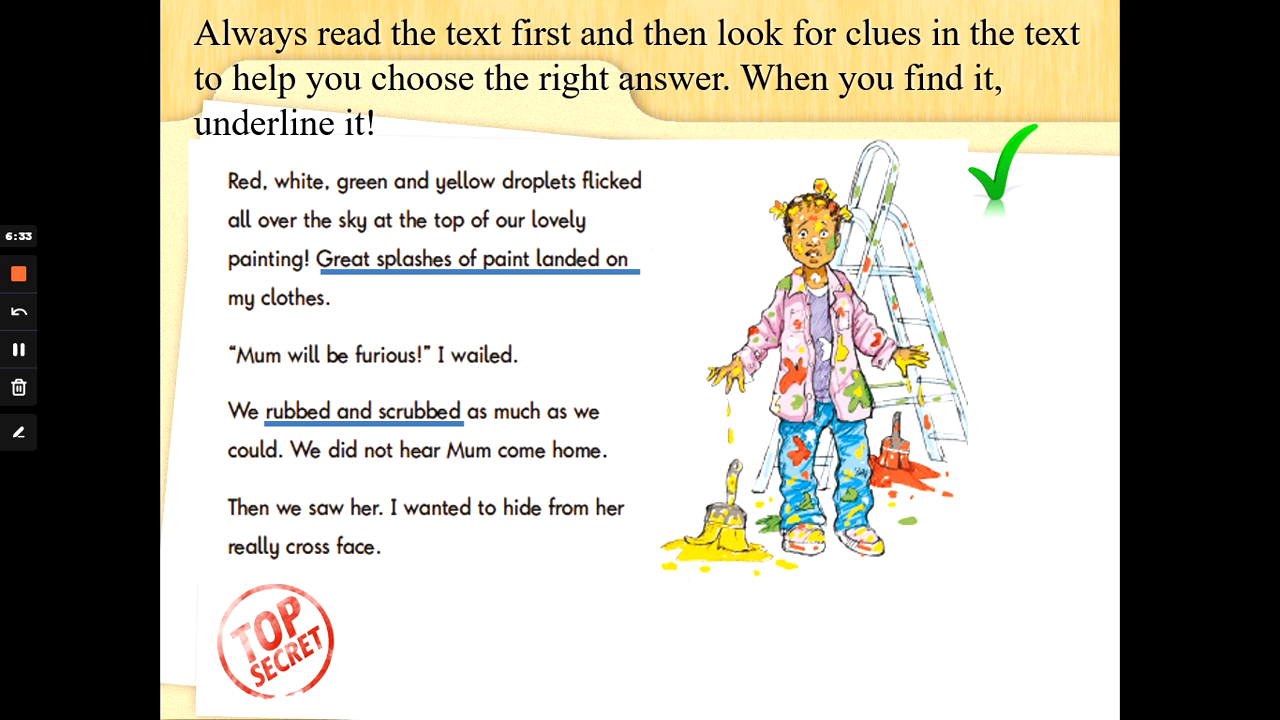 Always read the text first and then look for clues in the text
to help you choose the right answer. When you find it,
underline it!
Red, white, green and yellow droplets flicked
all over the sky at the top of our lovely
painting! Great splashes of paint landed on
my clothes.
“Mum will be furious!” I wailed.
We rubbed and scrubbed as much as we
could. We did not hear Mum come home.
Then we saw her. I wanted to hide from her
really cross face.
TOP
SECRET
6:33